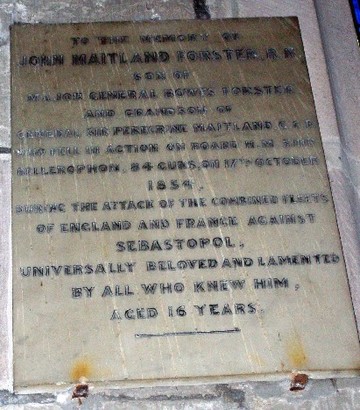 TO THE MEMORY OF
JOHN MAITLAND FORSTER, R.N.
SON OF
MAJOR GENERAL BOWES FORSTER
AND GRANDSON OF
GENERAL SIR PEREGRINE MAITLAND, G.C.B.
IN ACTION ON BOARD H.M. SHIP
BELLEROPHON, 84 GUNS, ON 17TH OCTOBER
1854,
DURING THE ATTACK OF THE COMBINED FLEETS
OF ENGLAND AND FRANCE AGAINST
SEBASTOPOL,
UNIVERSALLY BELOVED AND LAMENTED
BY ALL WHO KNEW HIM,
AGED 16 YEARS.